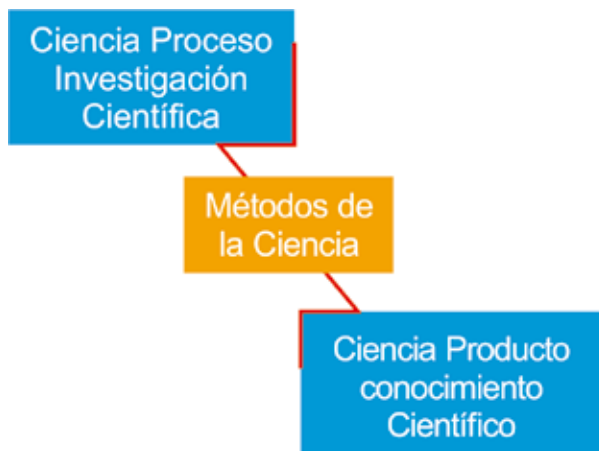 Ciencia Proceso
Investigación
Científica
Métodos de
la Ciencia
Ciencia Producto
conocimiento
Científico